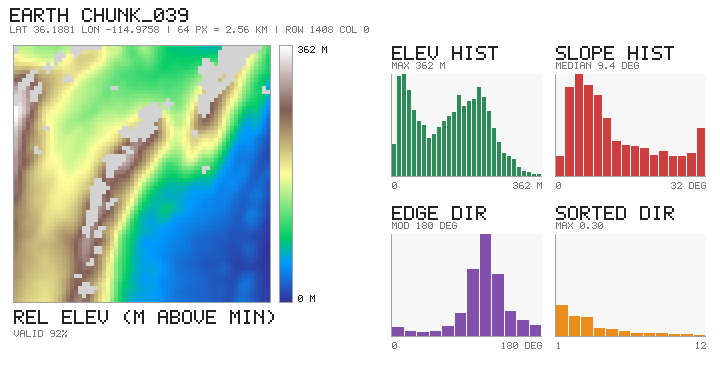 EARTH CHUNK_039
LAT 36.1881 LON -114.9758 | 64 PX = 2.56 KM | ROW 1408 COL 0
362 M
0 M
REL ELEV (M ABOVE MIN)
VALID 92%
ELEV HIST
MAX 362 M
0 362 M
SLOPE HIST
MEDIAN 9.4 DEG
0 32 DEG
EDGE DIR
MOD 180 DEG
0 180 DEG
SORTED DIR
MAX 0.30
1 12